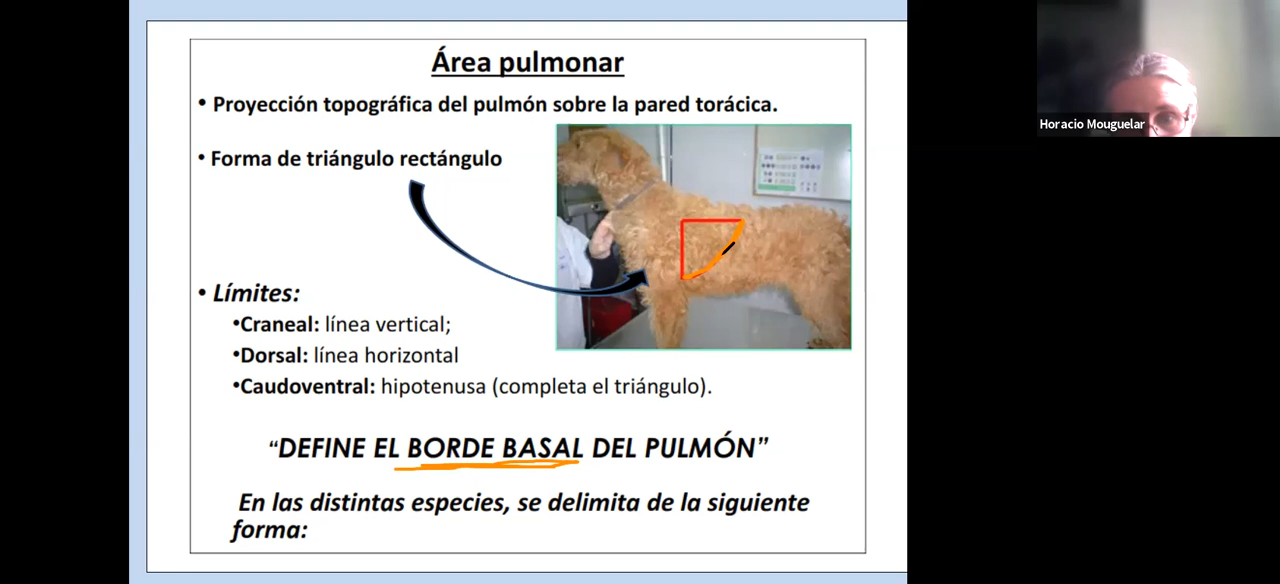 Área pulmonar
• Proyección topográfica del pulmón sobre la pared torácica.
• Forma de triángulo rectángulo
• Límites:
•Craneal: línea vertical;
•Dorsal: línea horizontal
•Caudoventral: hipotenusa (completa el triángulo).
“DEFINE EL BORDE BASAL DEL PULMÓN”
En las distintas especies, se delimita de la siguiente
forma:
Horacio Mouguelar